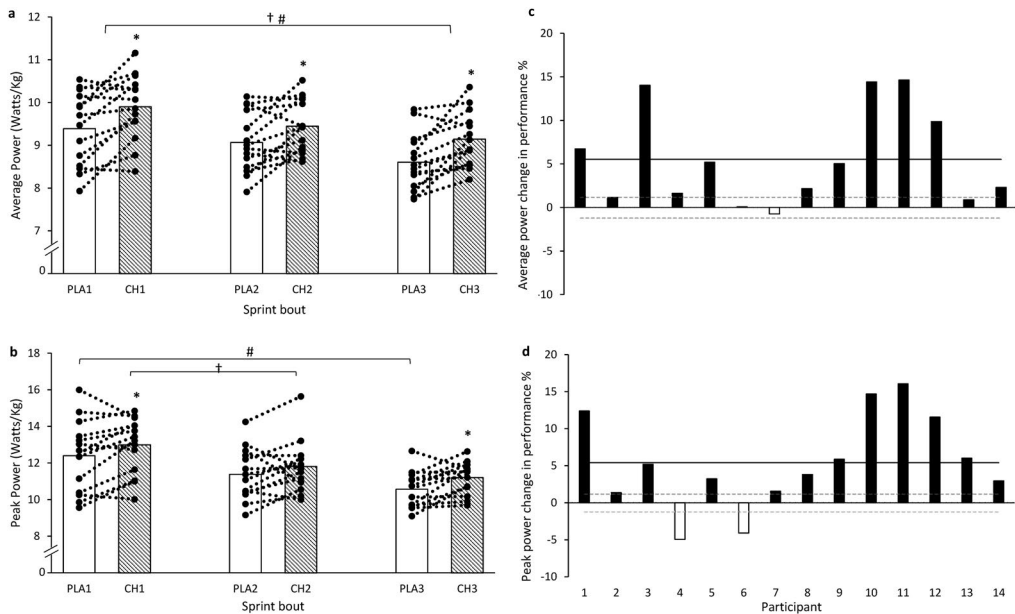 a
Average Power (Watts/Kg)
12
11
10
9
8
7
0
† #
*
*
*
PLA1 CH1 PLA2 CH2 PLA3 CH3
Sprint bout
b
Peak Power (Watts/Kg)
18
16
14
12
10
8
0
#
†
*
*
PLA1 CH1 PLA2 CH2 PLA3 CH3
Sprint bout
c
Average power change in performance %
20
15
10
5
0
-5
-10
d
Peak power change in performance %
20
15
10
5
0
-5
-10
1 2 3 4 5 6 7 8 9 10 11 12 13 14
Participant